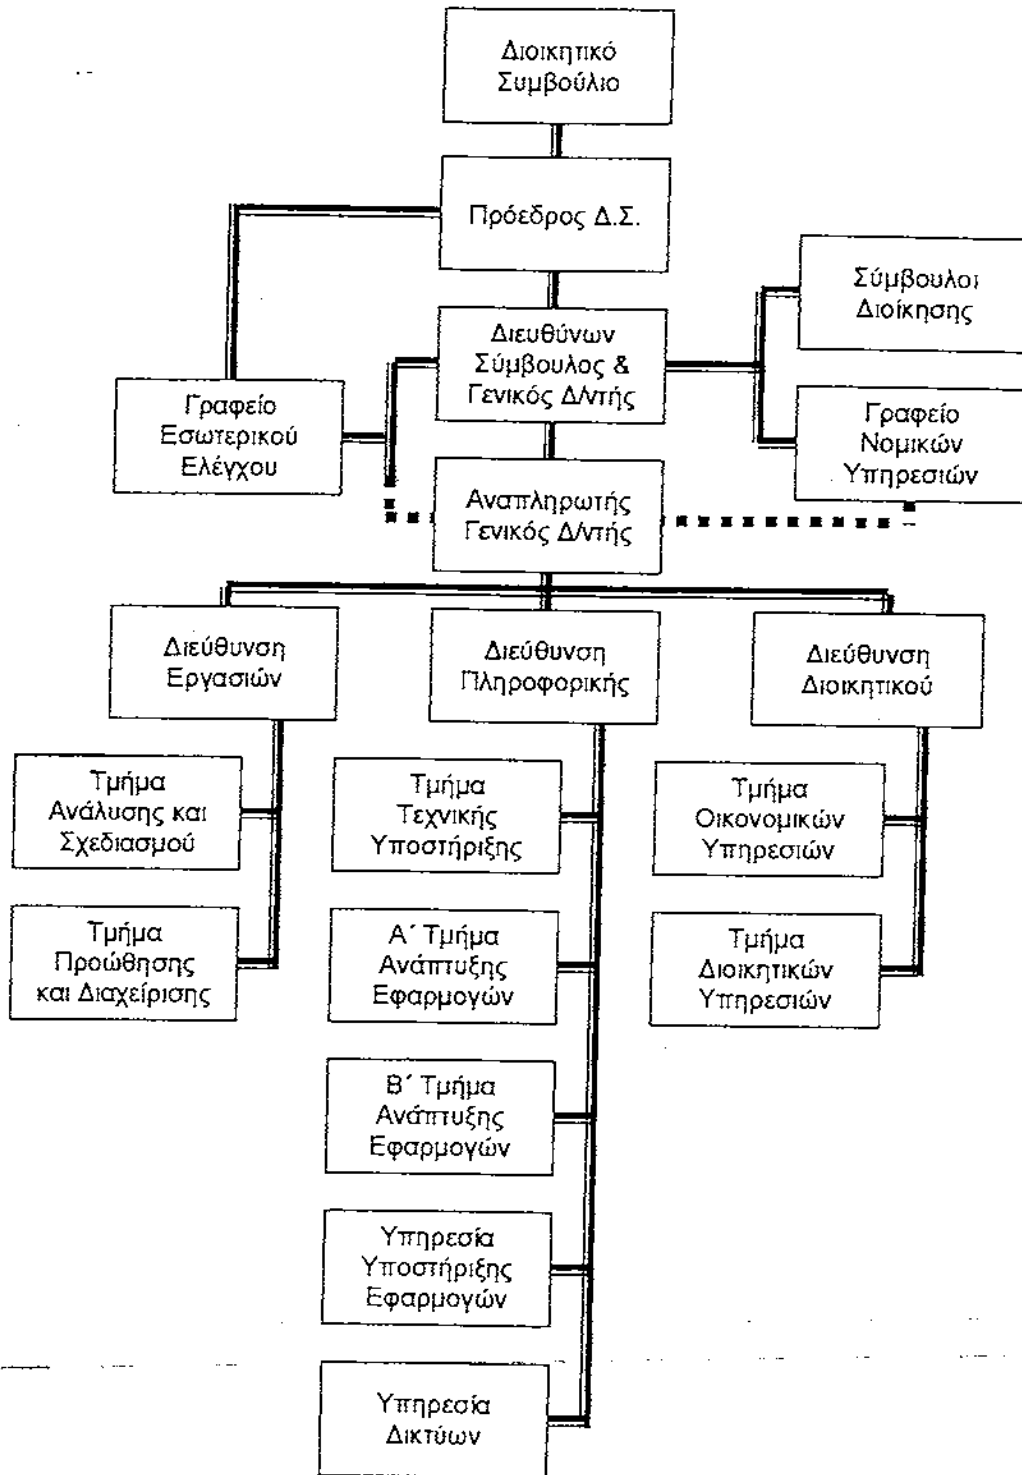 Διοικητικό
Συμβούλιο
Πρόεδρος Δ.Σ.
Σύμβουλοι
Διοίκησης
Διευθύνων
Σύμβουλος &
Γενικός Δ/ντής
Γραφείο
Εσωτερικού
Ελέγχου
Γραφείο
Νομικών
Υπηρεσιών
Αναπληρωτής
Γενικός Δ/ντής
Διεύθυνση
Εργασιών
Διεύθυνση
Πληροφορικής
Διεύθυνση
Διοικητικού
Τμήμα
Ανάλυσης και
Σχεδιασμού
Τμήμα
Τεχνικής
Υποστήριξης
Τμήμα
Οικονομικών
Υπηρεσιών
Τμήμα
Προώθησης
και Διαχείρισης
Α΄ Τμήμα
Ανάπτυξης
Εφαρμογών
Τμήμα
Διοικητικών
Υπηρεσιών
Β΄ Τμήμα
Ανάπτυξης
Εφαρμογών
Υπηρεσία
Υποστήριξης
Εφαρμογών
Υπηρεσία
Δικτύων